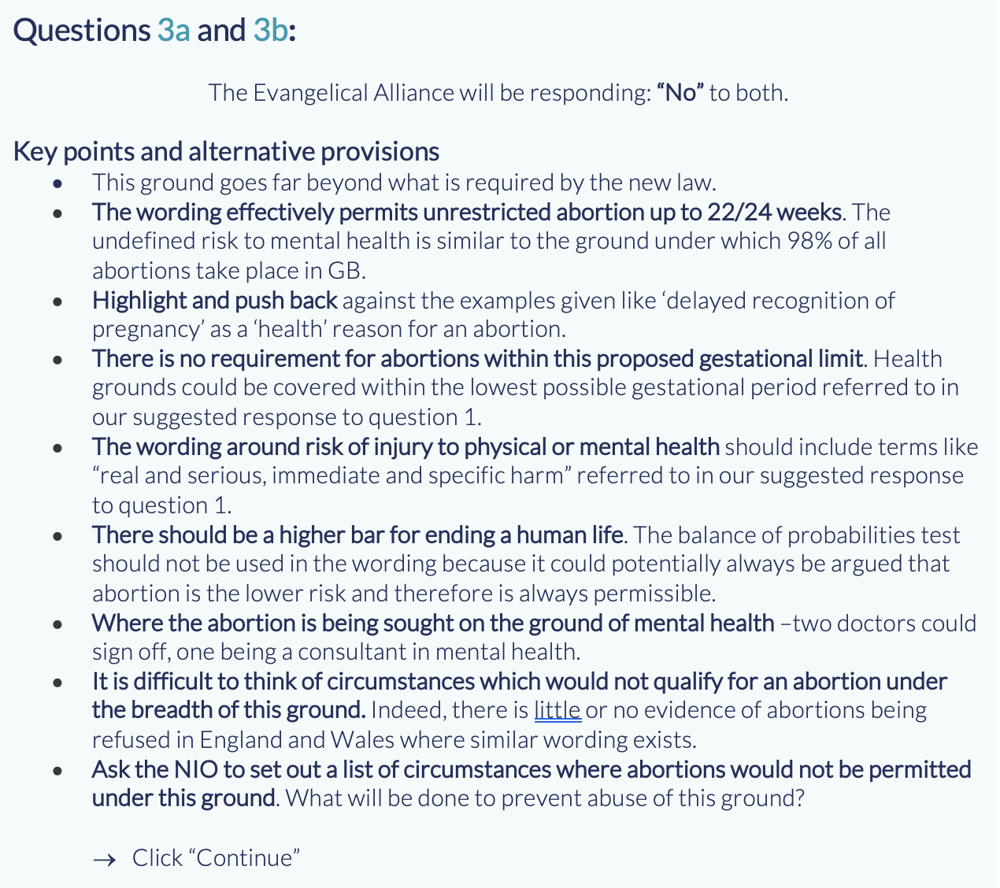 Questions 3a and 3b:
The Evangelical Alliance will be responding: “No” to both.
Key points and alternative provisions
• This ground goes far beyond what is required by the new law.
• The wording effectively permits unrestricted abortion up to 22/24 weeks. The
undefined risk to mental health is similar to the ground under which 98% of all
abortions take place in GB.
• Highlight and push back against the examples given like ‘delayed recognition of
pregnancy’ as a ‘health’ reason for an abortion.
• There is no requirement for abortions within this proposed gestational limit. Health
grounds could be covered within the lowest possible gestational period referred to in
our suggested response to question 1.
• The wording around risk of injury to physical or mental health should include terms like
“real and serious, immediate and specific harm” referred to in our suggested response
to question 1.
• There should be a higher bar for ending a human life. The balance of probabilities test
should not be used in the wording because it could potentially always be argued that
abortion is the lower risk and therefore is always permissible.
• Where the abortion is being sought on the ground of mental health –two doctors could
sign off, one being a consultant in mental health.
• It is difficult to think of circumstances which would not qualify for an abortion under
the breadth of this ground. Indeed, there is little or no evidence of abortions being
refused in England and Wales where similar wording exists.
• Ask the NIO to set out a list of circumstances where abortions would not be permitted
under this ground. What will be done to prevent abuse of this ground?
→ Click “Continue”